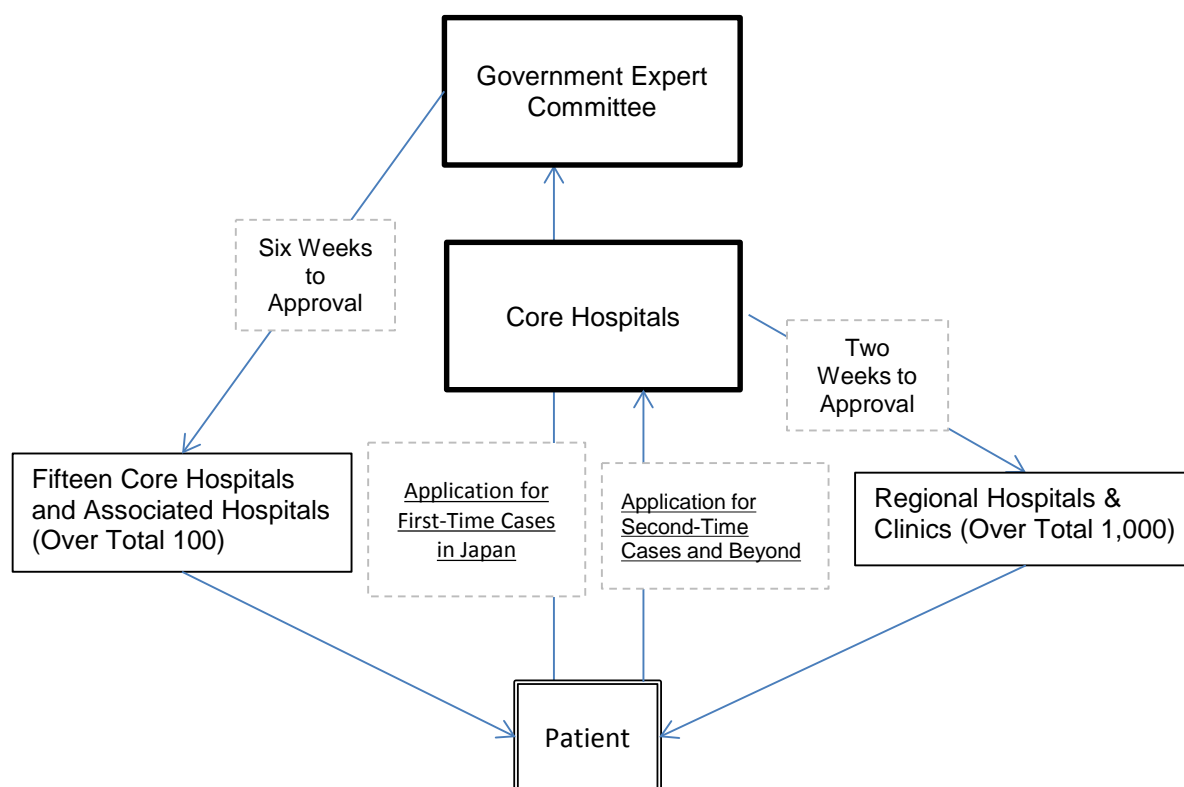 Government Expert
Committee
Six Weeks
to
Approval
Core Hospitals
Two
Weeks to
Approval
Fifteen Core Hospitals
and Associated Hospitals
(Over Total 100)
Application for
First-Time Cases
in Japan
Application for
Second-Time
Cases and Beyond
Regional Hospitals &
Clinics (Over Total 1,000)
Patient